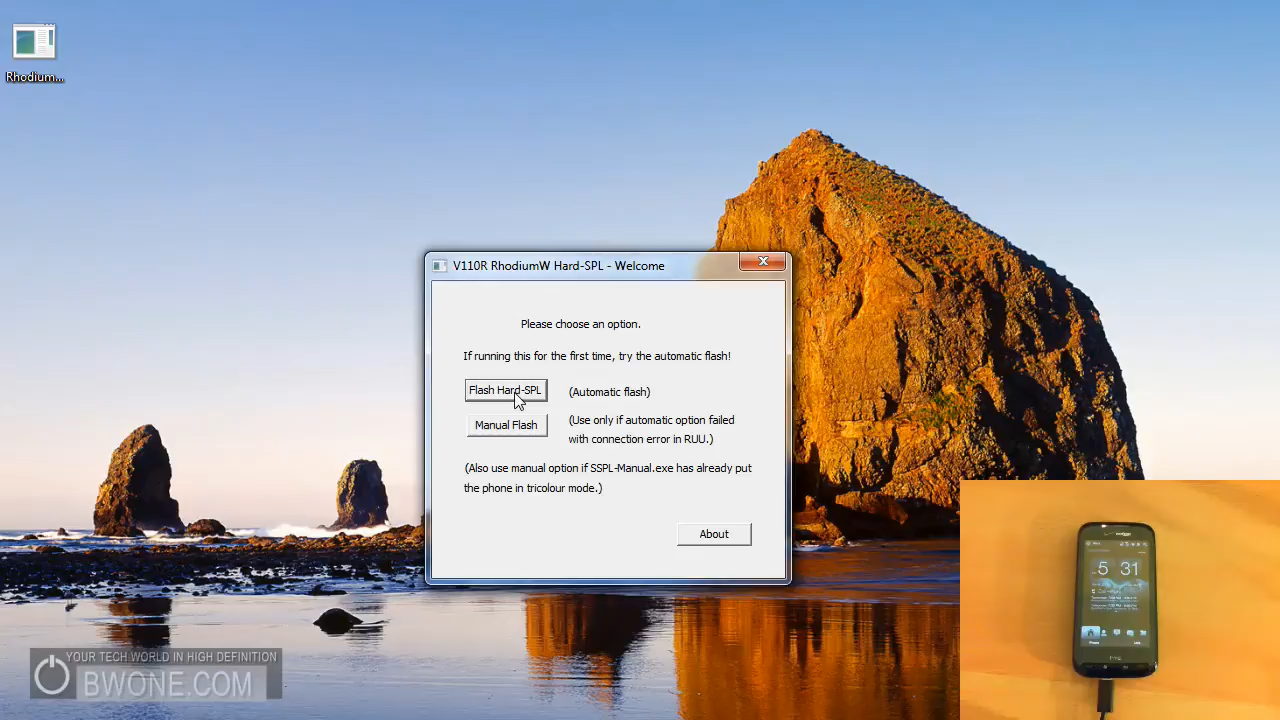 Rhodium...
V110R RhodiumW Hard-SPL - Welcome
Please choose an option.
If running this for the first time, try the automatic flash!
Flash Hard-SPL
(Automatic flash)
Manual Flash
(Use only if automatic option failed
with connection error in RUU.)
(Also use manual option if SSPL-Manual.exe has already put
the phone in tricolour mode.)
About
5 31
hTC
YOUR TECH WORLD IN HIGH DEFINITION
BWONE.COM